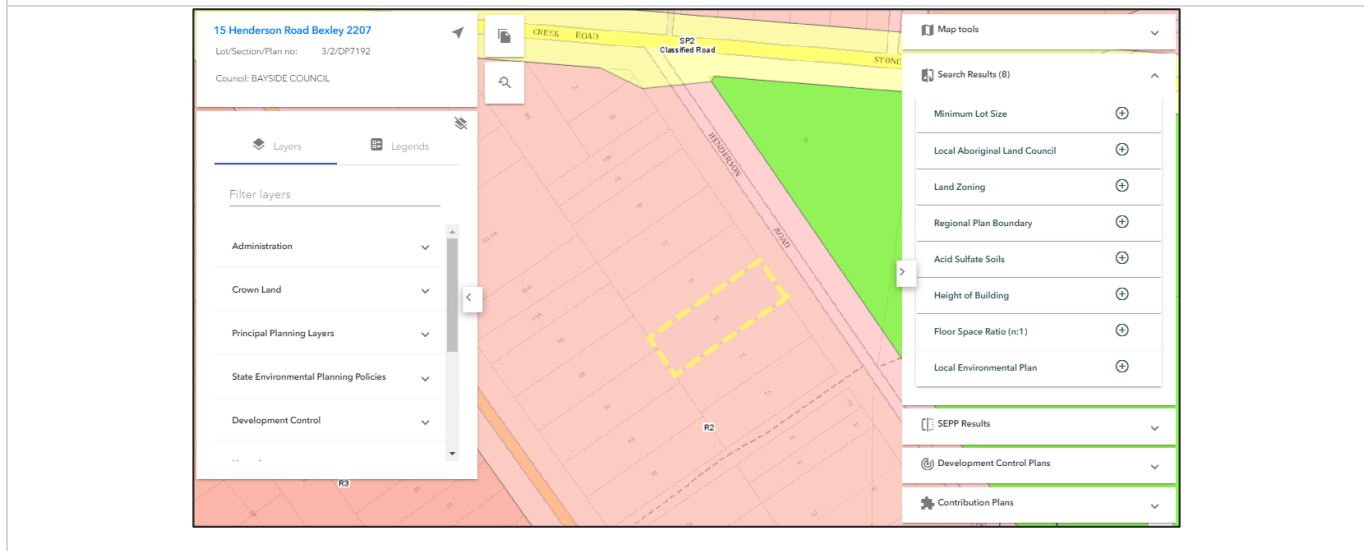 15 Henderson Road Bexley 2207
Lot/Section/Plan no: 3/2/DP7192
Council: BAYSIDE COUNCIL
Layers
Legends
Filter layers
Administration
Crown Land
Principal Planning Layers
State Environmental Planning Policies
Development Control
CREEK ROAD
SP2
Classified Road
STONE
HENDERSON
ROAD
R2
R3
Map tools
Search Results (8)
Minimum Lot Size
Local Aboriginal Land Council
Land Zoning
Regional Plan Boundary
Acid Sulfate Soils
Height of Building
Floor Space Ratio (n:1)
Local Environmental Plan
SEPP Results
Development Control Plans
Contribution Plans